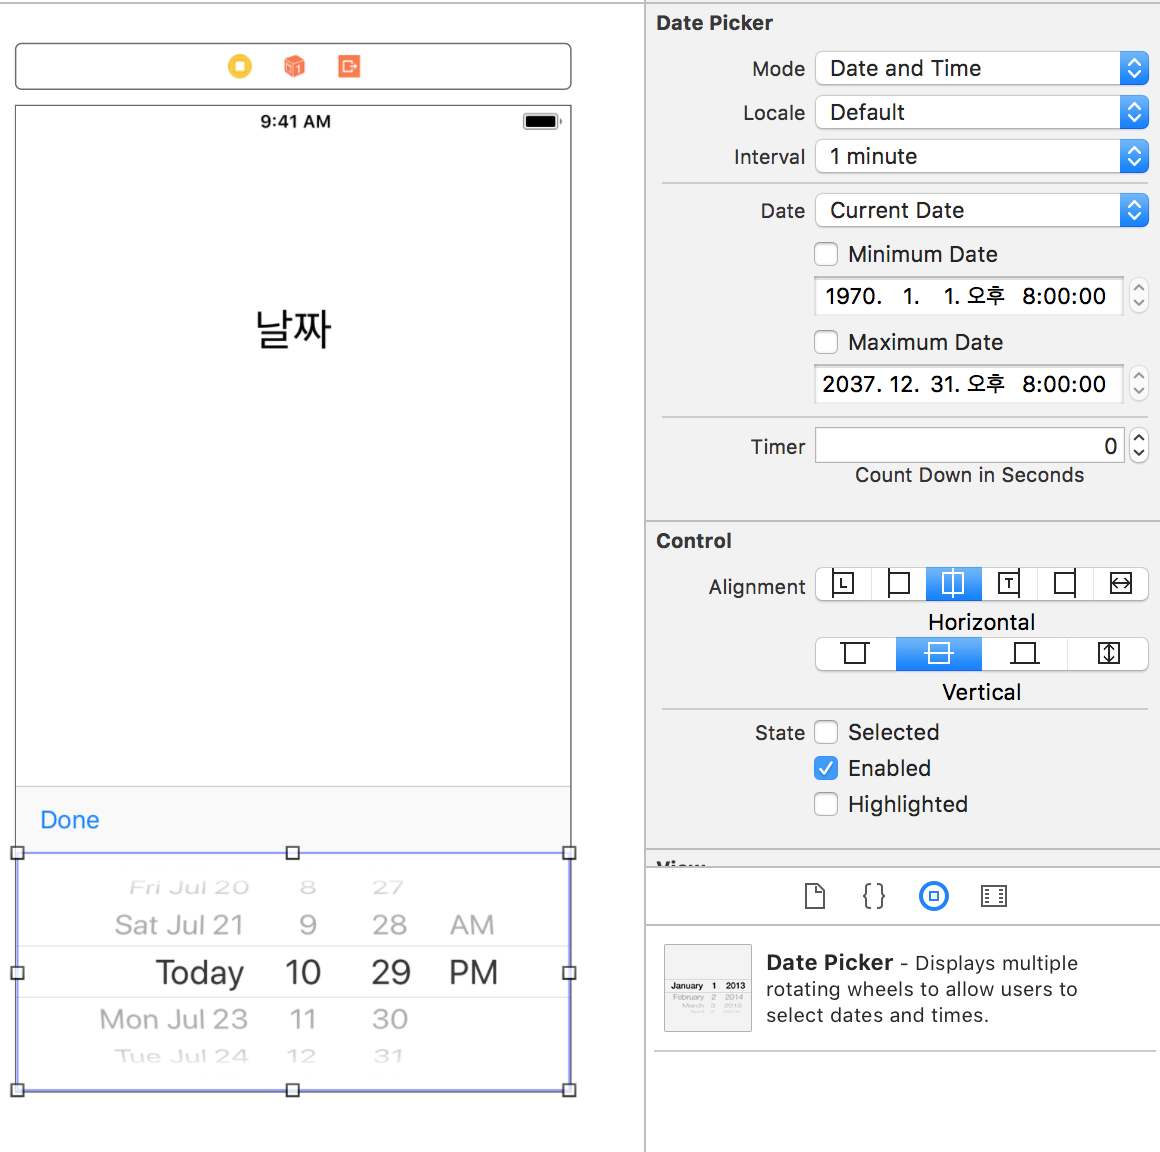 9:41 AM
날짜
Done
Fri Jul 20 8 27
Sat Jul 21 9 28 AM
Today 10 29 PM
Mon Jul 23 11 30
Tue Jul 24 12 31
Date Picker
Mode Date and Time
Locale Default
Interval 1 minute
Date Current Date
Minimum Date
1970. 1. 1. 오후 8:00:00
Maximum Date
2037. 12. 31. 오후 8:00:00
Timer 0
Count Down in Seconds
Control
Alignment L T
Horizontal
Vertical
State Selected
Enabled
Highlighted
View
January 1 2013
February 2 2014
March 3 2015
Date Picker - Displays multiple
rotating wheels to allow users to
select dates and times.